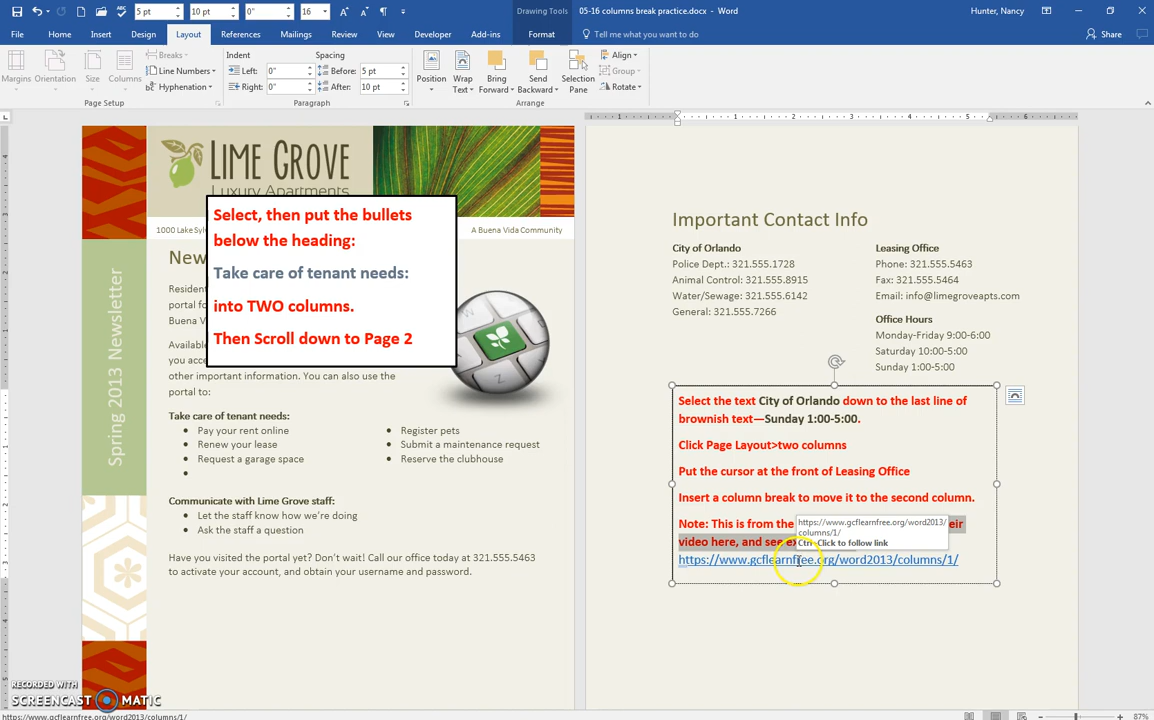 5 pt
10 pt
0"
16
Drawing Tools
05-16 columns break practice.docx - Word
Hunter, Nancy
File
Home
Insert
Design
Layout
References
Mailings
Review
View
Developer
Add-ins
Format
Tell me what you want to do
Share
Margins
Orientation
Size
Columns
Breaks
Line Numbers
Hyphenation
Page Setup
Indent
Left: 0"
Right: 0"
Spacing
Before: 5 pt
After: 10 pt
Paragraph
Position
Wrap Text
Bring Forward
Send Backward
Selection Pane
Align
Group
Rotate
Arrange
1 1 2 3 4 5 6
LIME GROVE
Luxury Apartments
1000 Lake Sylv
A Buena Vida Community
Spring 2013 Newsletter
New
Select, then put the bullets
below the heading:
Take care of tenant needs:
into TWO columns.
Then Scroll down to Page 2
Resident
portal fo
Buena V
Availabl
you acce
other important information. You can also use the
portal to:
Take care of tenant needs:
• Pay your rent online
• Renew your lease
• Request a garage space
•
• Register pets
• Submit a maintenance request
• Reserve the clubhouse
Communicate with Lime Grove staff:
• Let the staff know how we're doing
• Ask the staff a question
Have you visited the portal yet? Don't wait! Call our office today at 321.555.5463
to activate your account, and obtain your username and password.
Important Contact Info
City of Orlando
Police Dept.: 321.555.1728
Animal Control: 321.555.8915
Water/Sewage: 321.555.6142
General: 321.555.7266
Leasing Office
Phone: 321.555.5463
Fax: 321.555.5464
Email: info@limegroveapts.com
Office Hours
Monday-Friday 9:00-6:00
Saturday 10:00-5:00
Sunday 1:00-5:00
Select the text City of Orlando down to the last line of
brownish text—Sunday 1:00-5:00.
Click Page Layout>two columns
Put the cursor at the front of Leasing Office
Insert a column break to move it to the second column.
Note: This is from the eir
video here, and see ex
https://www.gcflearnfree.org/word2013/
columns/1/
Ctrl+Click to follow link
https://www.gcflearnfree.org/word2013/columns/1/
RECORDED WITH
SCREENCAST MATIC
https://www.gcflearnfree.org/word2013/columns/1/
87%